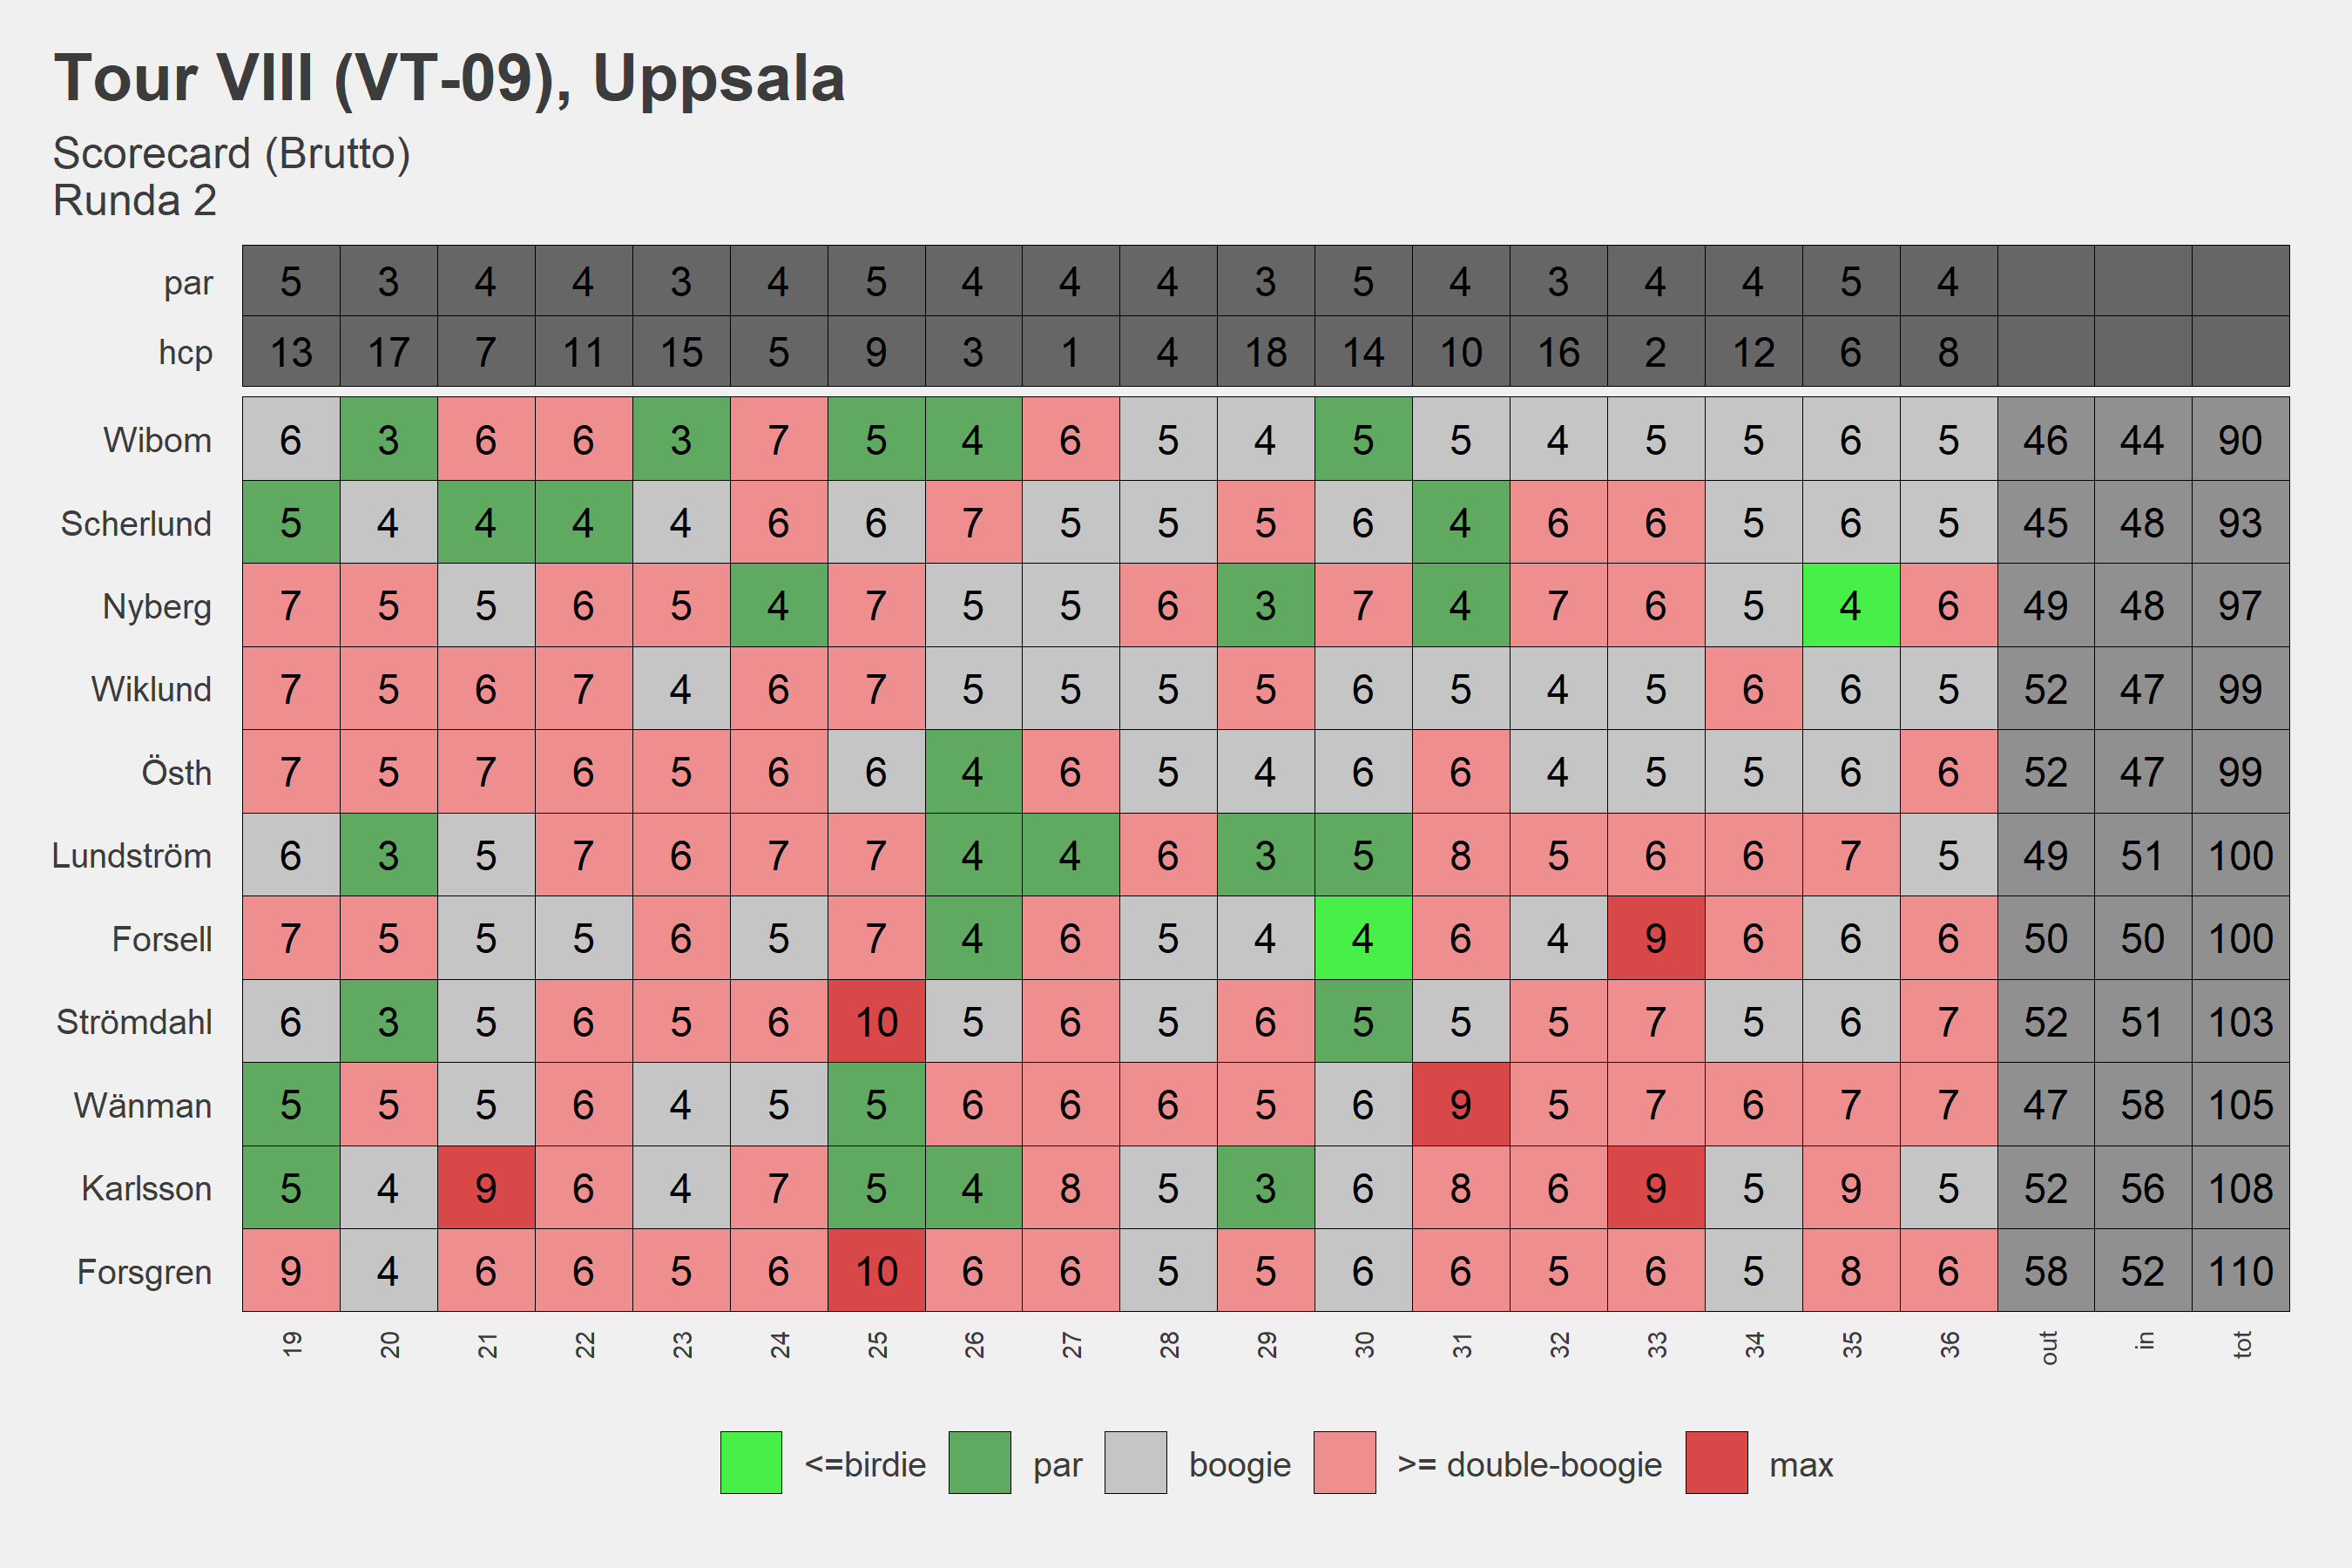 Tour VIII (VT-09), Uppsala
Scorecard (Brutto)
Runda 2
par 5 3 4 4 3 4 5 4 4 4 3 5 4 3 4 4 5 4
hcp 13 17 7 11 15 5 9 3 1 4 18 14 10 16 2 12 6 8
Wibom 6 3 6 6 3 7 5 4 6 5 4 5 5 4 5 5 6 5 46 44 90
Scherlund 5 4 4 4 4 6 6 7 5 5 5 6 4 6 6 5 6 5 45 48 93
Nyberg 7 5 5 6 5 4 7 5 5 6 3 7 4 7 6 5 4 6 49 48 97
Wiklund 7 5 6 7 4 6 7 5 5 5 5 6 5 4 5 6 6 5 52 47 99
Östh 7 5 7 6 5 6 6 4 6 5 4 6 6 4 5 5 6 6 52 47 99
Lundström 6 3 5 7 6 7 7 4 4 6 3 5 8 5 6 6 7 5 49 51 100
Forsell 7 5 5 5 6 5 7 4 6 5 4 4 6 4 9 6 6 6 50 50 100
Strömdahl 6 3 5 6 5 6 10 5 6 5 6 5 5 5 7 5 6 7 52 51 103
Wänman 5 5 5 6 4 5 5 6 6 6 5 6 9 5 7 6 7 7 47 58 105
Karlsson 5 4 9 6 4 7 5 4 8 5 3 6 8 6 9 5 9 5 52 56 108
Forsgren 9 4 6 6 5 6 10 6 6 5 5 6 6 5 6 5 8 6 58 52 110
19 20 21 22 23 24 25 26 27 28 29 30 31 32 33 34 35 36 out in tot
<=birdie par boogie >= double-boogie max